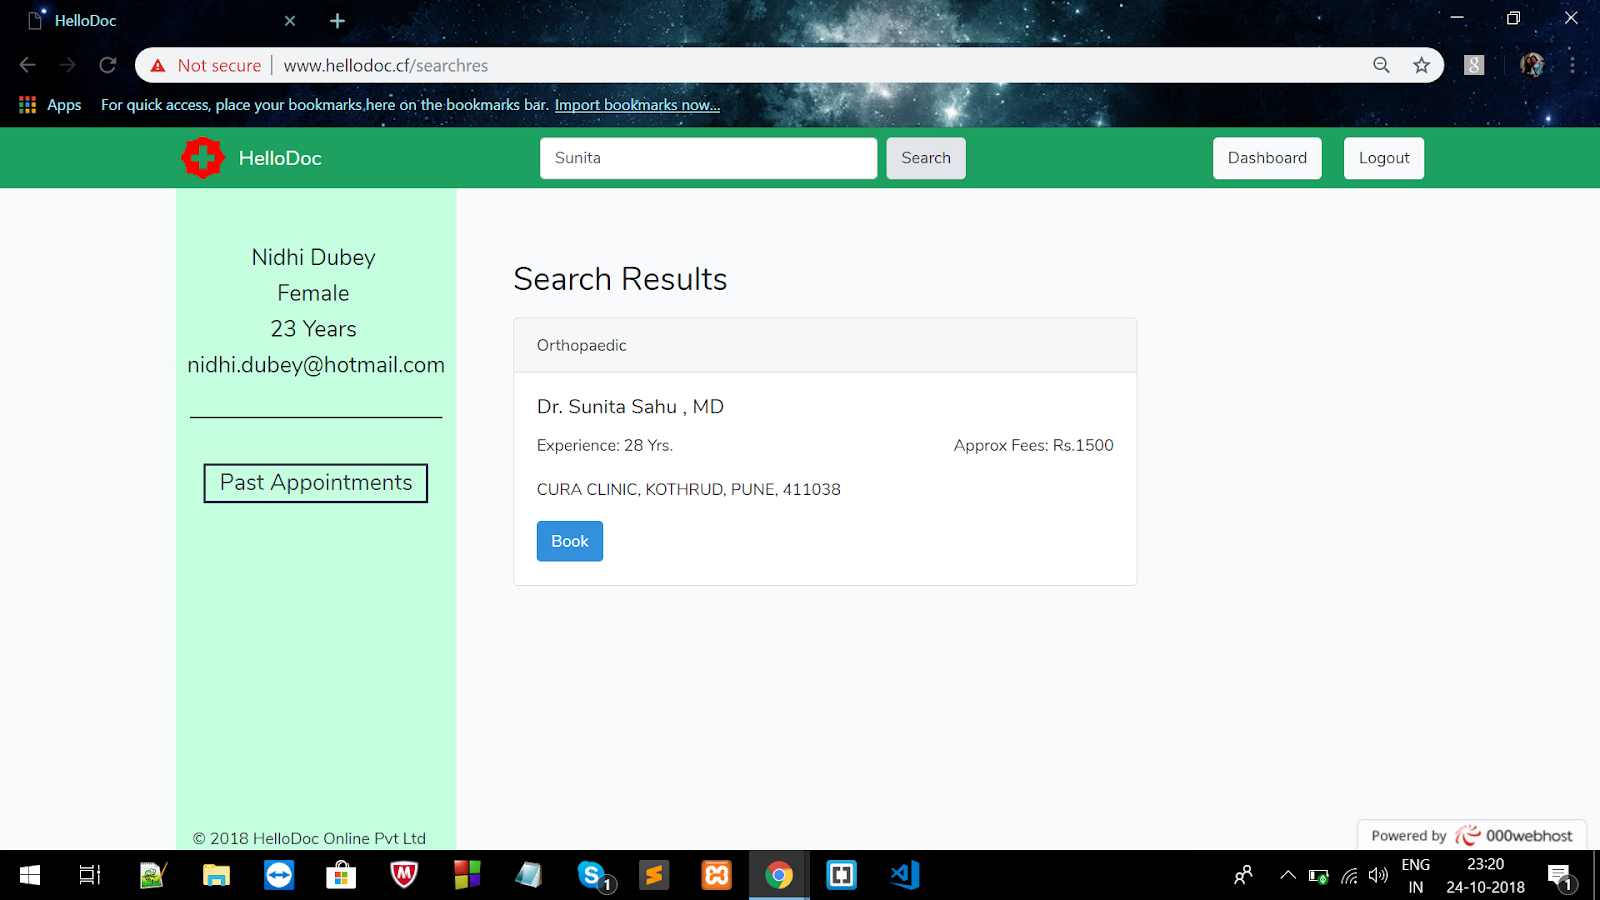 HelloDoc
Not secure | www.hellodoc.cf/searchres
Apps For quick access, place your bookmarks here on the bookmarks bar. Import bookmarks now...
HelloDoc
Sunita
Search
Dashboard
Logout
Nidhi Dubey
Female
23 Years
nidhi.dubey@hotmail.com
Past Appointments
© 2018 HelloDoc Online Pvt Ltd
Search Results
Orthopaedic
Dr. Sunita Sahu , MD
Experience: 28 Yrs. Approx Fees: Rs.1500
CURA CLINIC, KOTHRUD, PUNE, 411038
Book
Powered by 000webhost
1
ENG
IN
23:20
24-10-2018
1